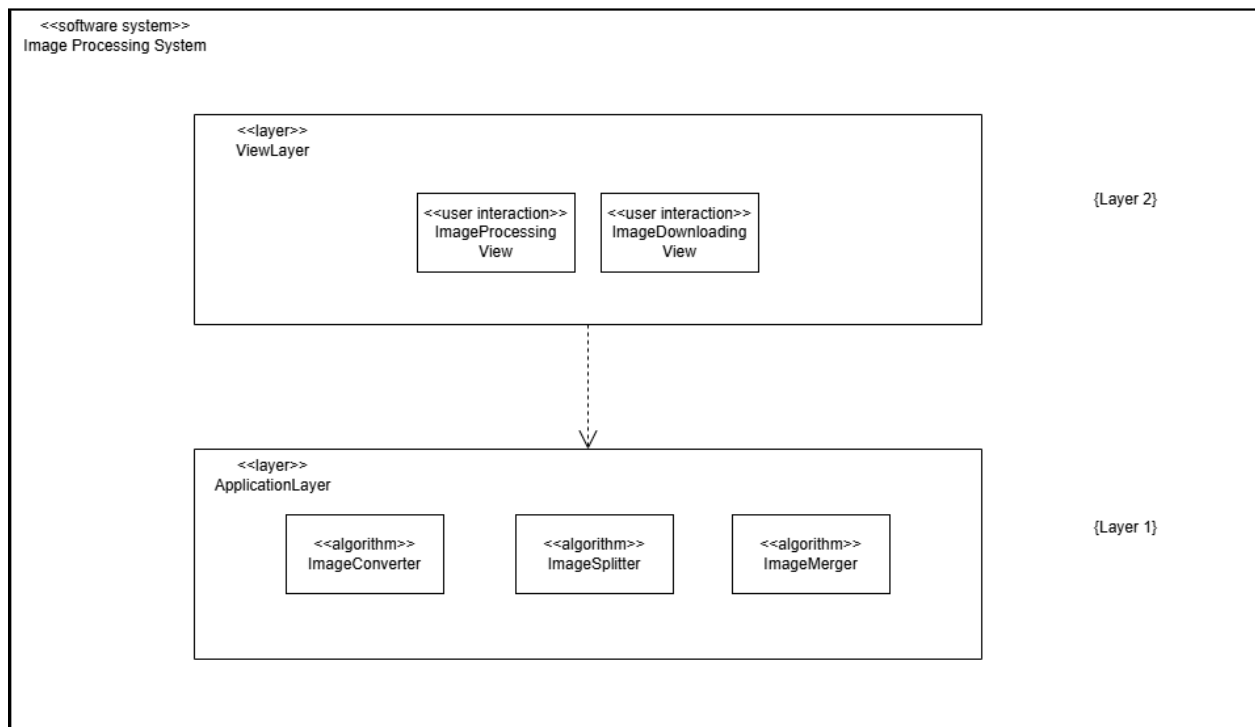 <<software system>>
Image Processing System
<<layer>>
ViewLayer
<<user interaction>>
ImageProcessing
View
<<user interaction>>
ImageDownloading
View
{Layer 2}
<<layer>>
ApplicationLayer
<<algorithm>>
ImageConverter
<<algorithm>>
ImageSplitter
<<algorithm>>
ImageMerger
{Layer 1}